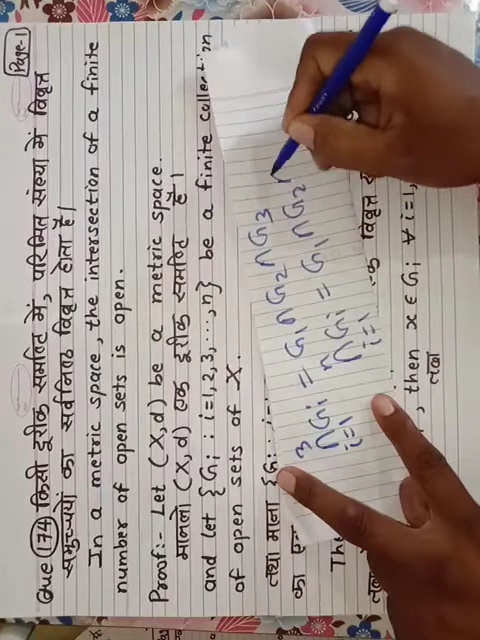 Page-1
Que 174 किसी दूरीक समष्टि में, परिमित संख्या में विवृत्त
समुच्चयों का सर्वनिष्ठ विवृत्त होता है।
In a metric space, the intersection of a finite
number of open sets is open.
Proof:- Let (X,d) be a metric space.
मानलो (X,d) एक दूरीक समष्टि है।
and let {Gi : i=1,2,3,...,n} be a finite collection
of open sets of X.
तथा माना {Gi:
का
3
⋂Gi = G1∩G2∩G3
i=1
n
⋂Gi = G1∩G2
i=1
विवृत्त
, then x∈Gi ∀ i=1,
तब